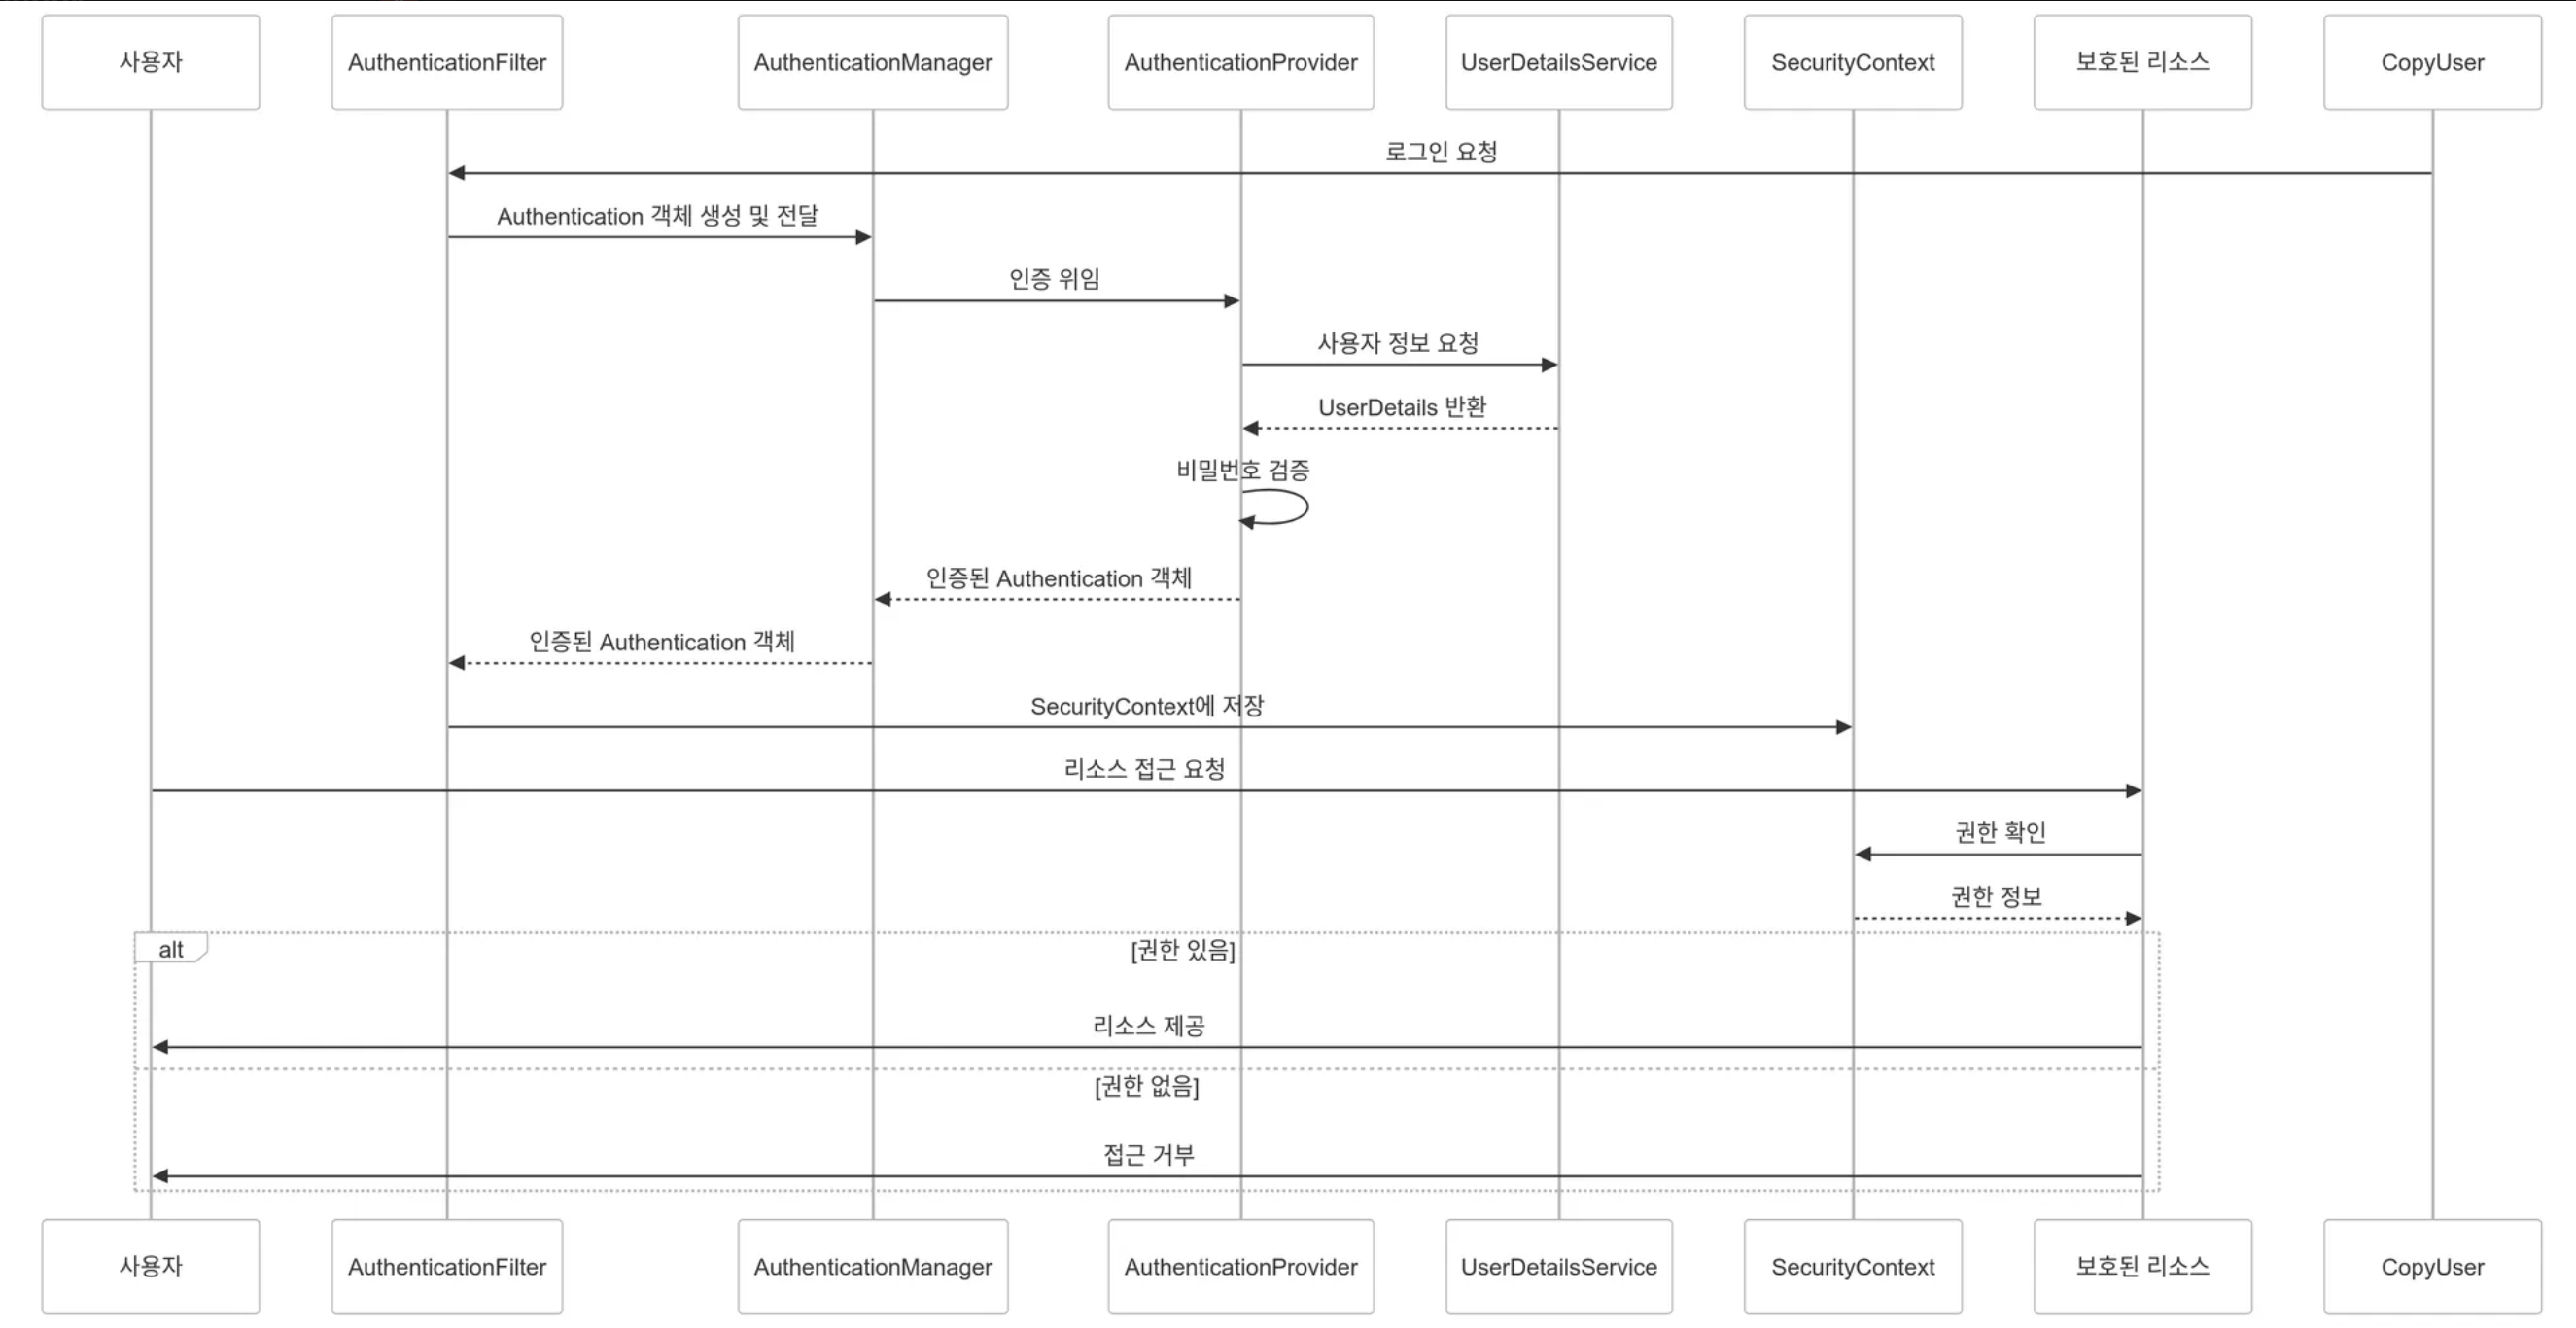 사용자
AuthenticationFilter
AuthenticationManager
AuthenticationProvider
UserDetailsService
SecurityContext
보호된 리소스
CopyUser
로그인 요청
Authentication 객체 생성 및 전달
인증 위임
사용자 정보 요청
UserDetails 반환
비밀번호 검증
인증된 Authentication 객체
인증된 Authentication 객체
SecurityContext에 저장
리소스 접근 요청
권한 확인
권한 정보
alt
[권한 있음]
리소스 제공
[권한 없음]
접근 거부
사용자
AuthenticationFilter
AuthenticationManager
AuthenticationProvider
UserDetailsService
SecurityContext
보호된 리소스
CopyUser